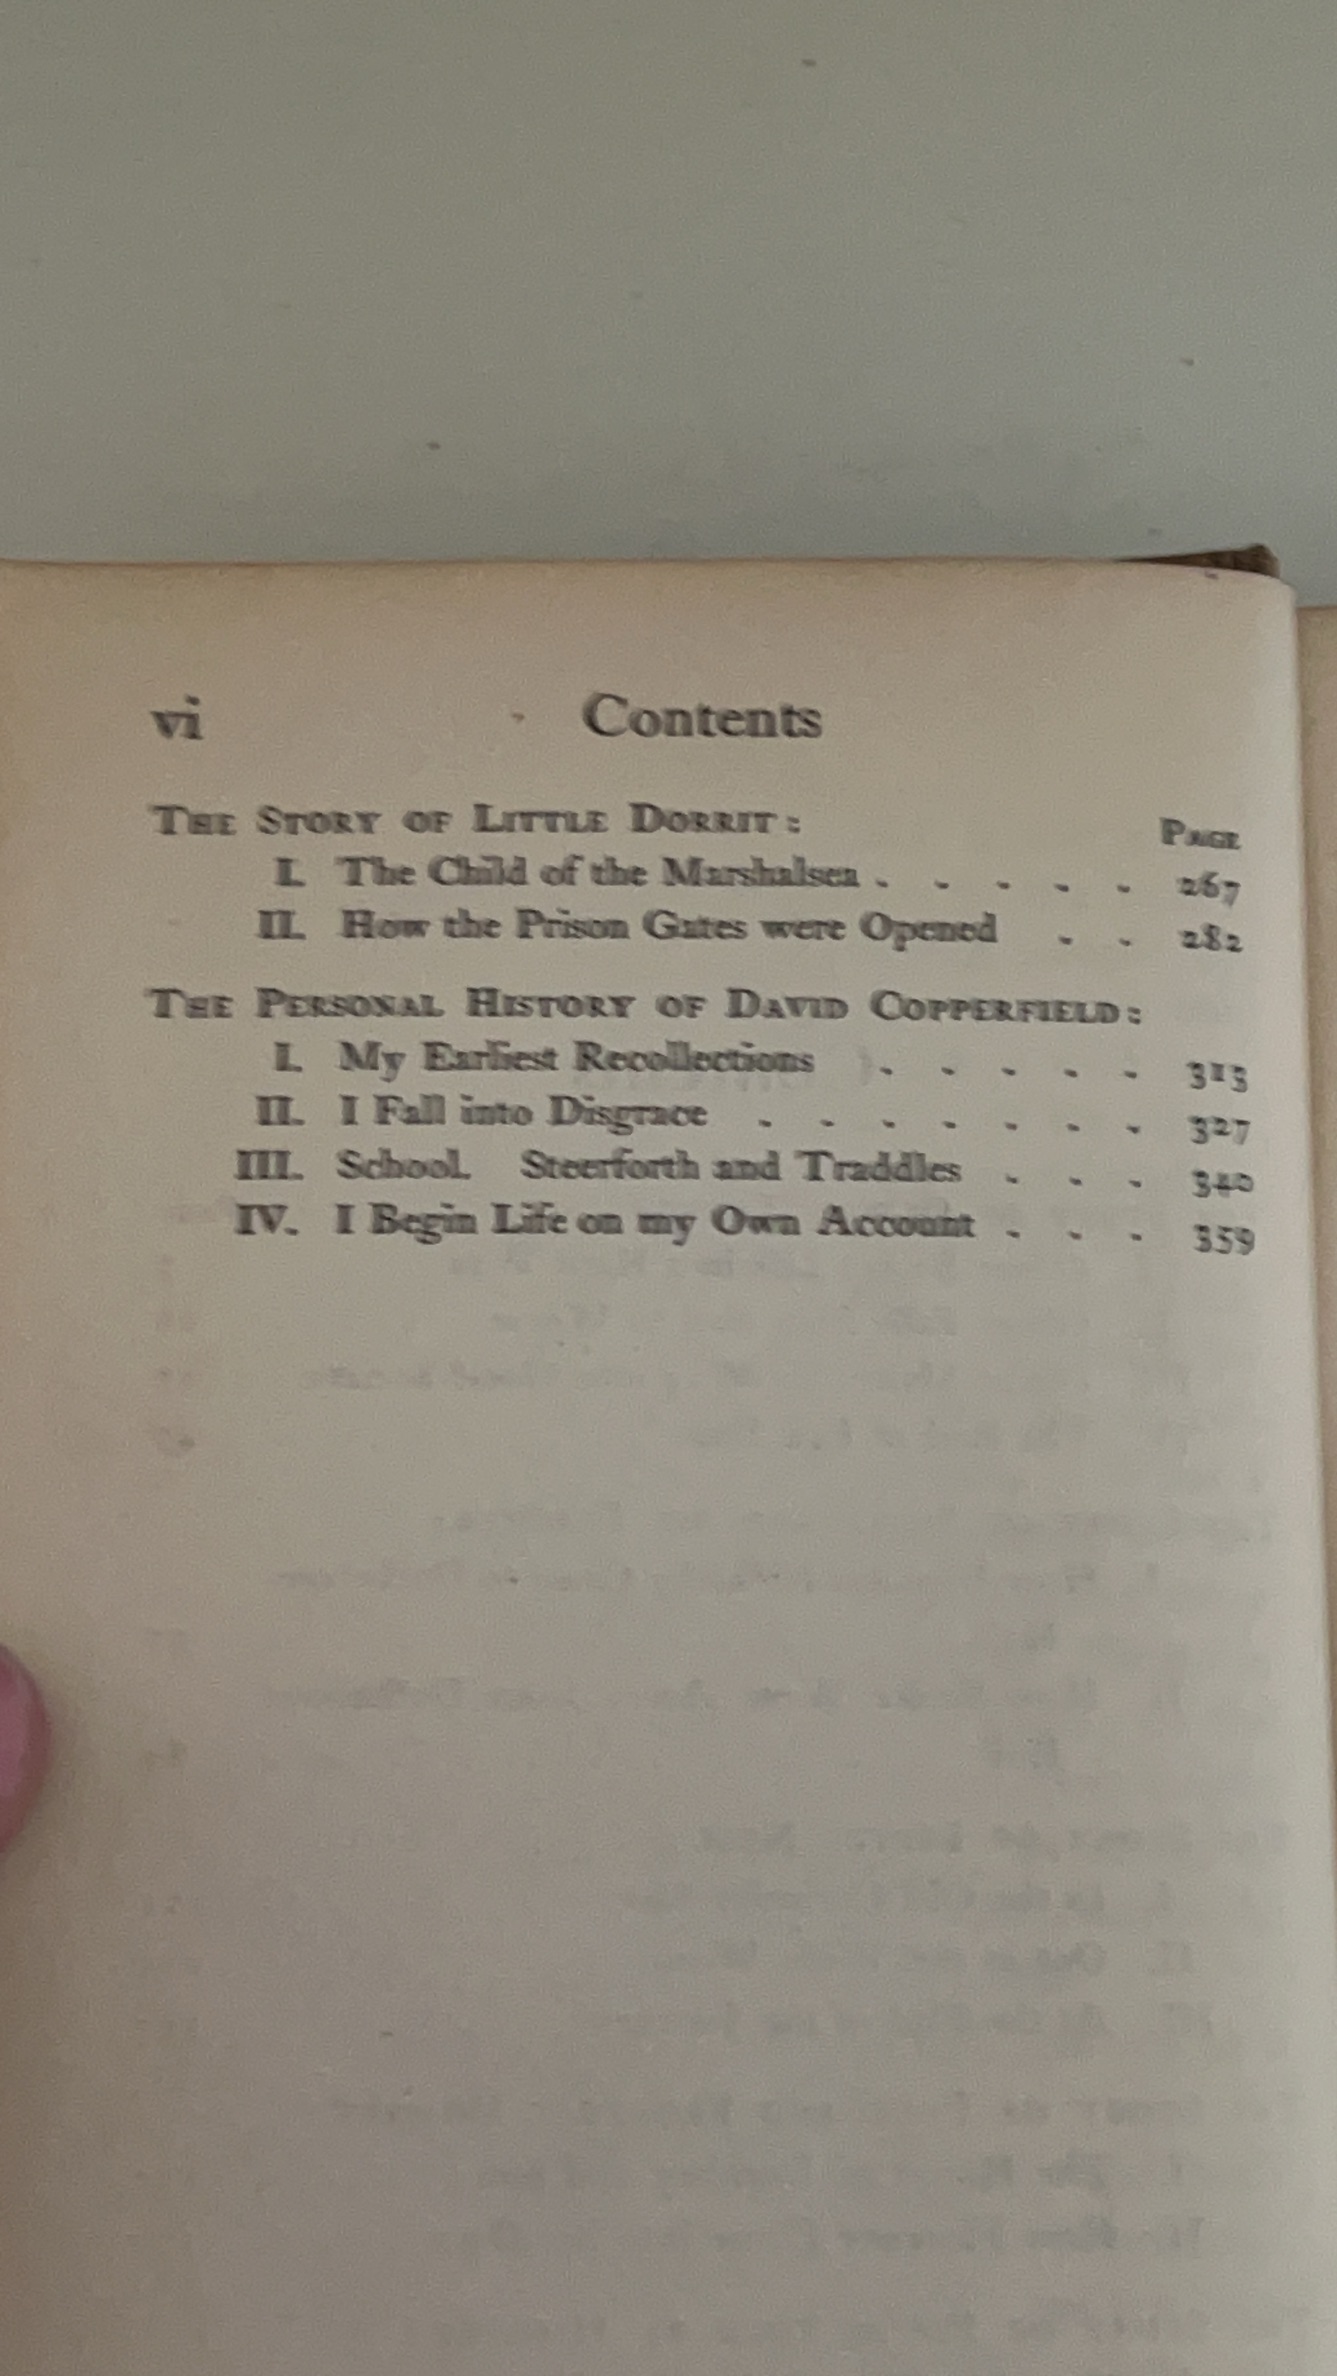 vi Contents
THE STORY OF LITTLE DORRIT: PAGE
I. The Child of the Marshalsea . . . . . 267
II. How the Prison Gates were Opened . . 282
THE PERSONAL HISTORY OF DAVID COPPERFIELD:
I. My Earliest Recollections . . . . . 313
II. I Fall into Disgrace . . . . . . . 327
III. School. Steerforth and Traddles . . . 340
IV. I Begin Life on my Own Account . . . 359